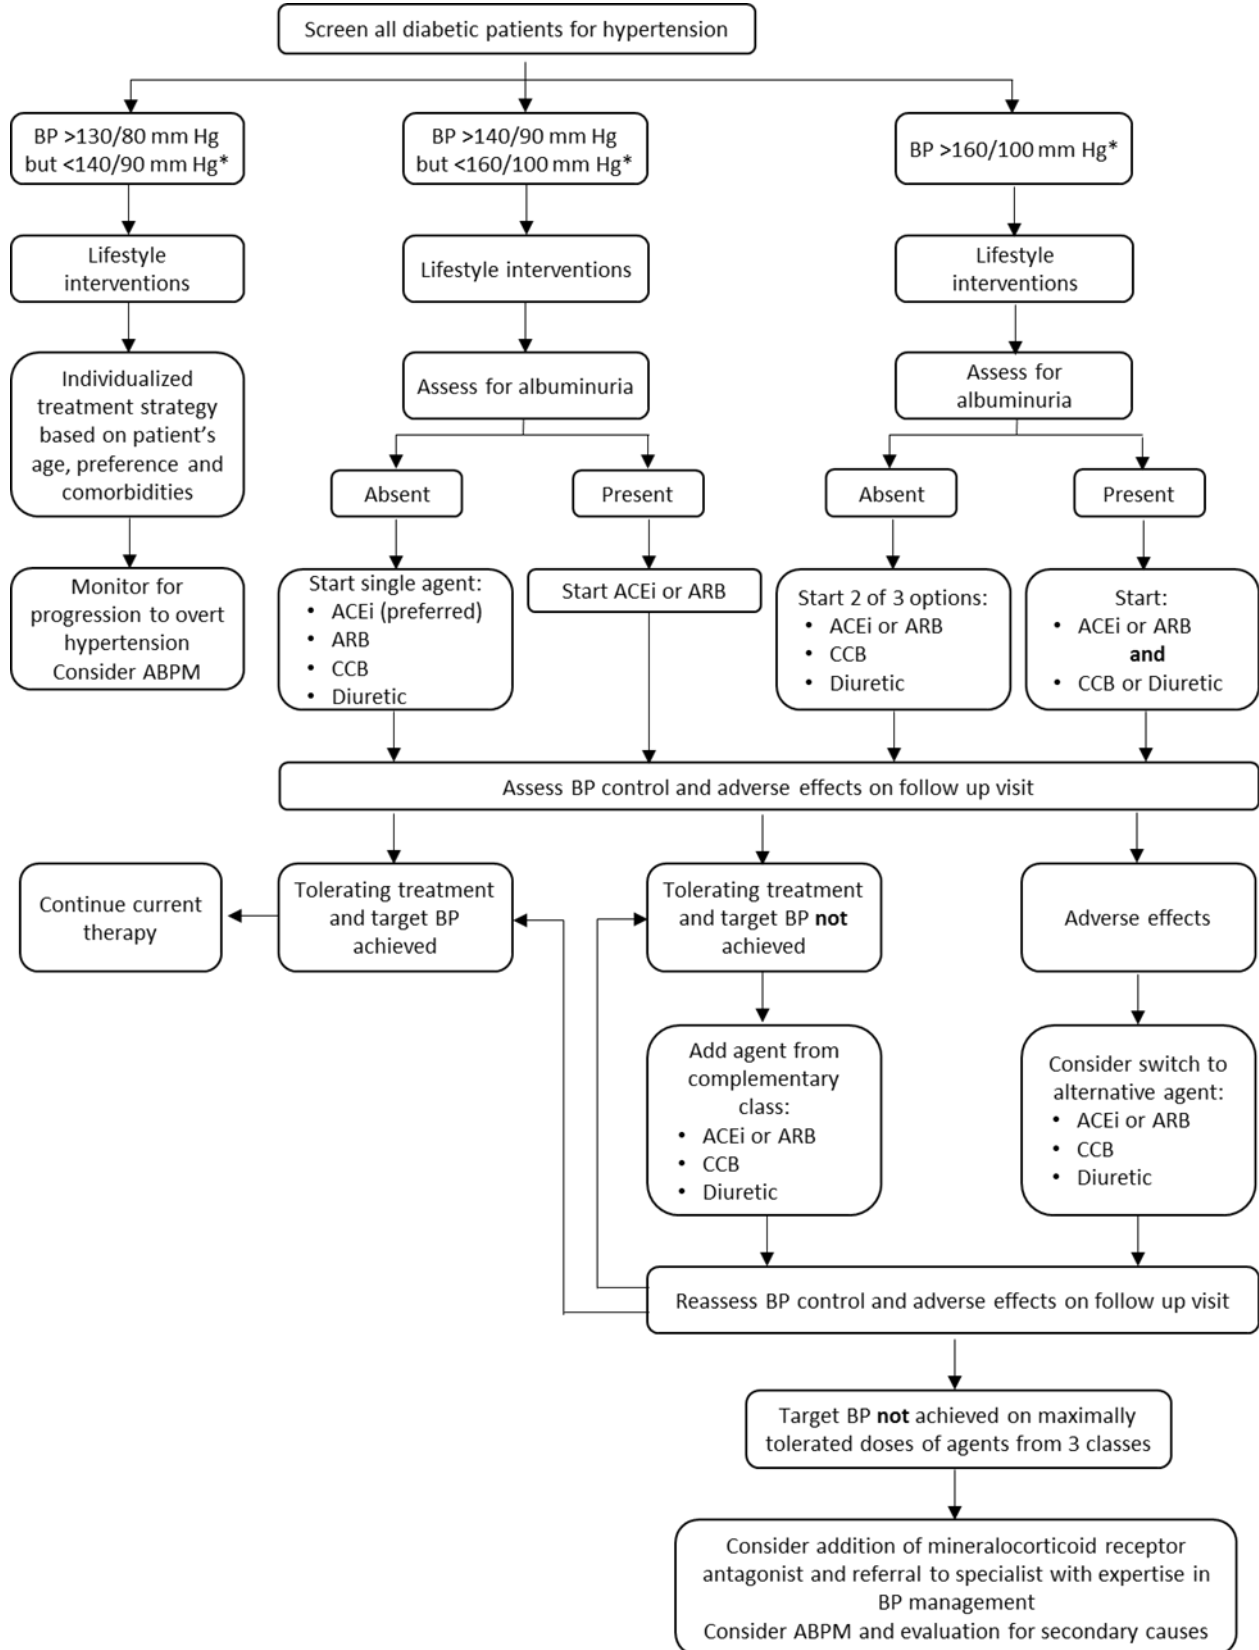 Screen all diabetic patients for hypertension
BP >130/80 mm Hg
but <140/90 mm Hg*
BP >140/90 mm Hg
but <160/100 mm Hg*
BP >160/100 mm Hg*
Lifestyle
interventions
Lifestyle interventions
Lifestyle
interventions
Individualized
treatment strategy
based on patient's
age, preference and
comorbidities
Assess for albuminuria
Assess for
albuminuria
Absent
Present
Absent
Present
Monitor for
progression to overt
hypertension
Consider ABPM
Start single agent:
• ACEi (preferred)
• ARB
• CCB
• Diuretic
Start ACEi or ARB
Start 2 of 3 options:
• ACEi or ARB
• CCB
• Diuretic
Start:
• ACEi or ARB
and
• CCB or Diuretic
Assess BP control and adverse effects on follow up visit
Continue current
therapy
Tolerating treatment
and target BP
achieved
Tolerating treatment
and target BP not
achieved
Adverse effects
Add agent from
complementary
class:
• ACEi or ARB
• CCB
• Diuretic
Consider switch to
alternative agent:
• ACEi or ARB
• CCB
• Diuretic
Reassess BP control and adverse effects on follow up visit
Target BP not achieved on maximally
tolerated doses of agents from 3 classes
Consider addition of mineralocorticoid receptor
antagonist and referral to specialist with expertise in
BP management
Consider ABPM and evaluation for secondary causes